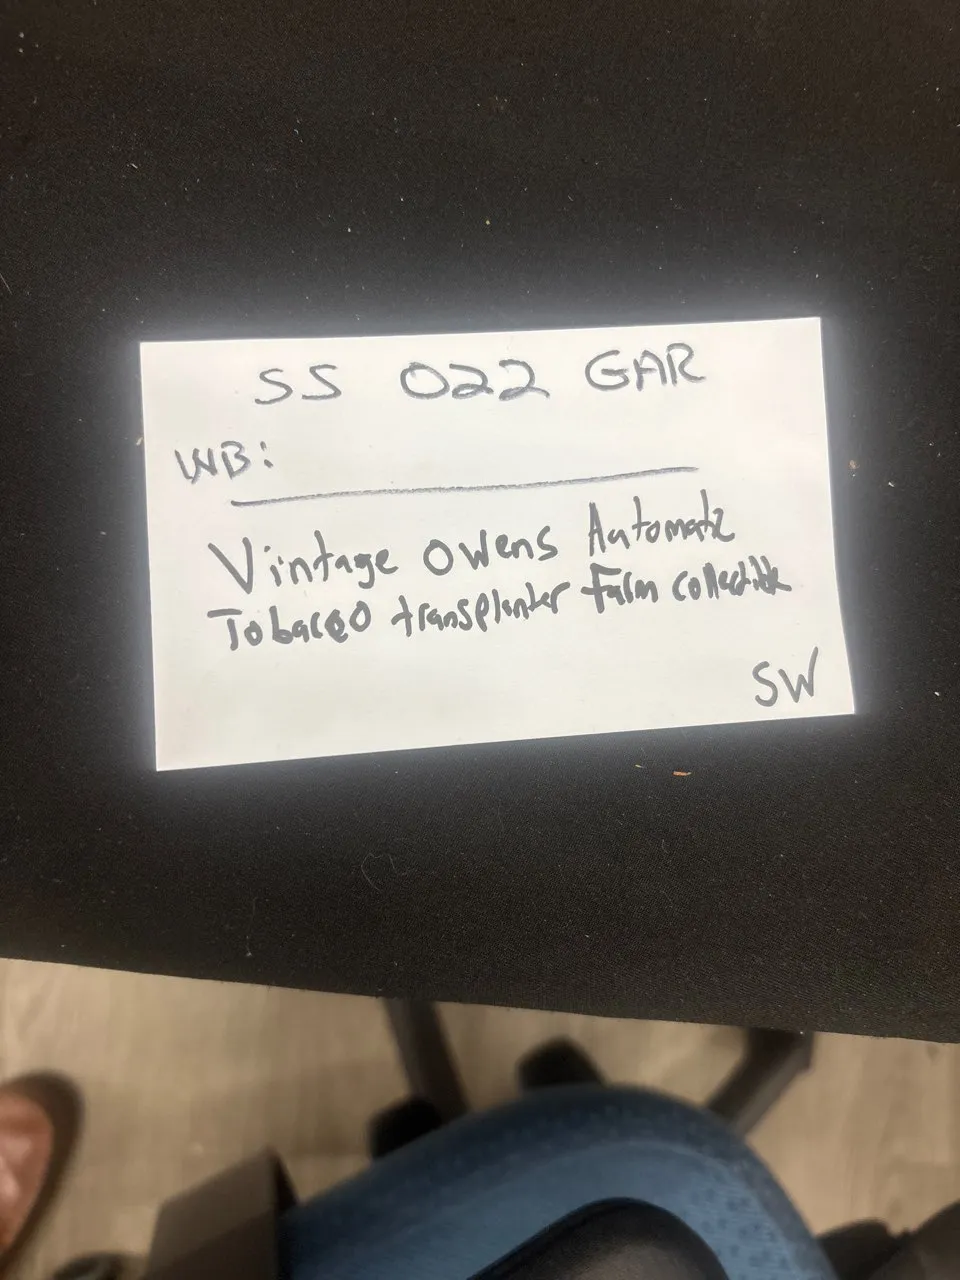 SS 022 GAR
WB:
Vintage Owens Automatic
Tobacco transplanter Farm collectible
SW